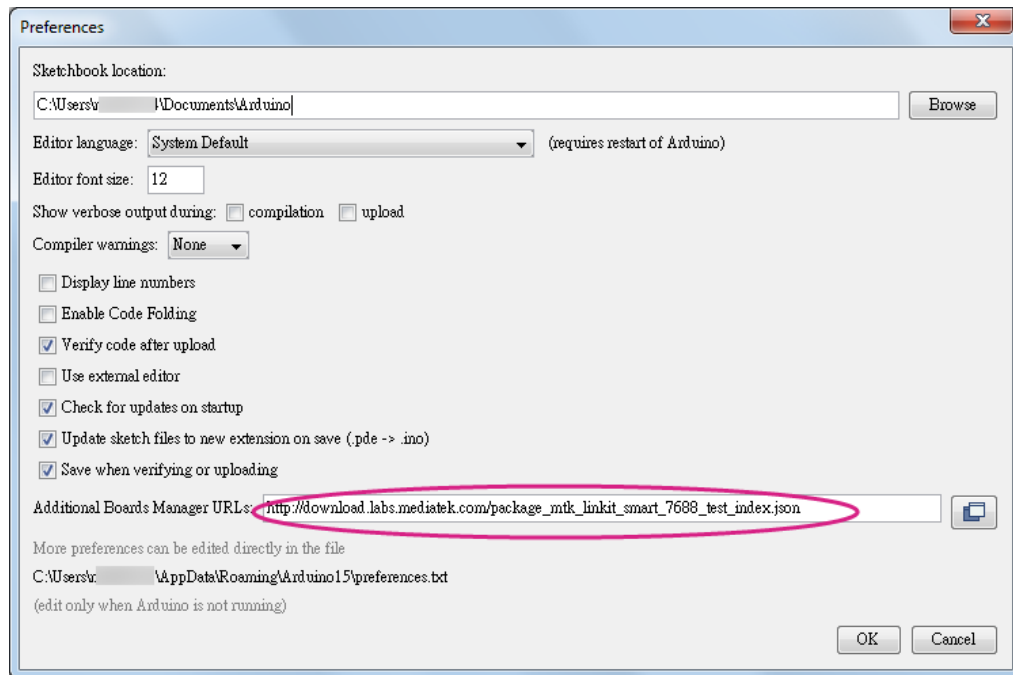 Preferences
Sketchbook location:
C:\Users\ \Documents\Arduino
Browse
Editor language: System Default (requires restart of Arduino)
Editor font size: 12
Show verbose output during: compilation upload
Compiler warnings: None
Display line numbers
Enable Code Folding
Verify code after upload
Use external editor
Check for updates on startup
Update sketch files to new extension on save (.pde -> .ino)
Save when verifying or uploading
Additional Boards Manager URLs: http://download.labs.mediatek.com/package_mtk_linkit_smart_7688_test_index.json
More preferences can be edited directly in the file
C:\Users\ \AppData\Roaming\Arduino15\preferences.txt
(edit only when Arduino is not running)
OK Cancel